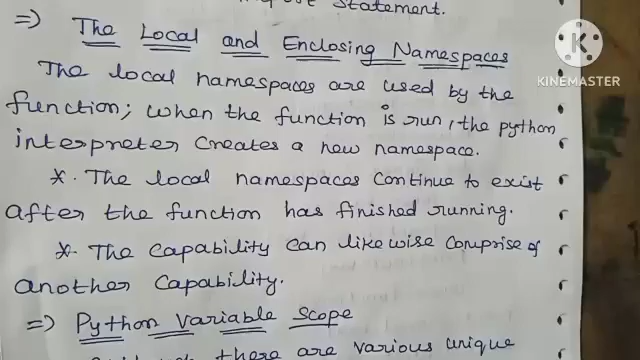 statement.
=> The Local and Enclosing Namespaces
The local namespaces are used by the
function; when the function is run, the python
interpreter creates a new namespace.
*. The local namespaces continue to exist
after the function has finished running.
*. The capability can likewise comprise of
another capability.
=> Python Variable Scope
there are various unique
KINEMASTER